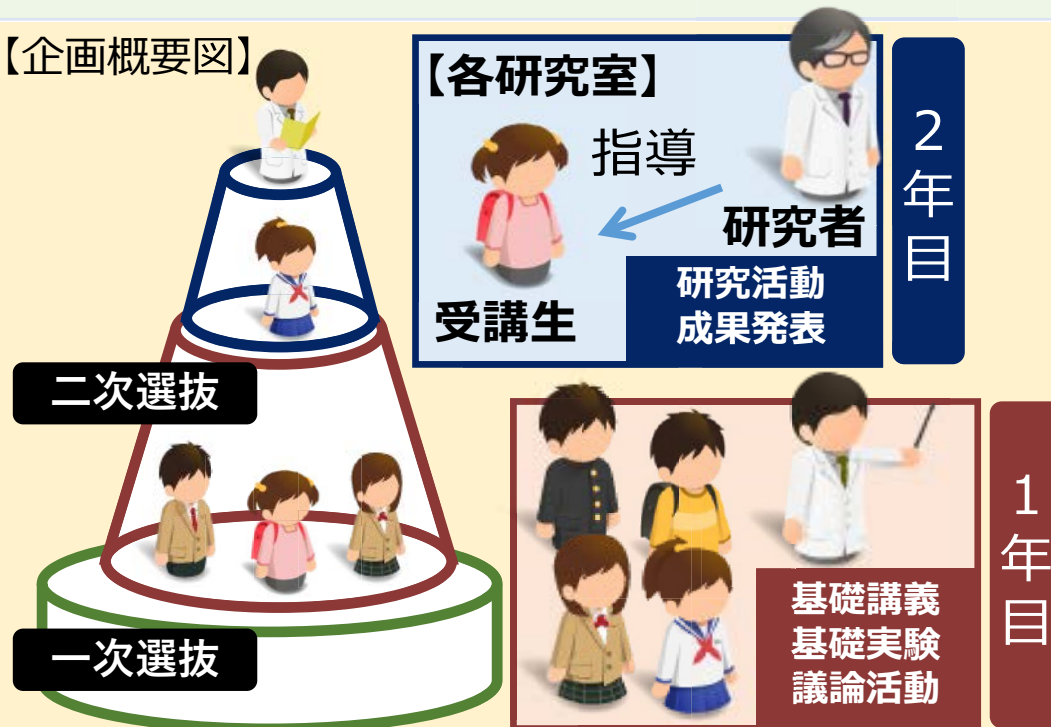 【企画概要図】
【各研究室】
指導
研究者
受講生
研究活動
成果発表
2年目
二次選抜
一次選抜
基礎講義
基礎実験
議論活動
1年目